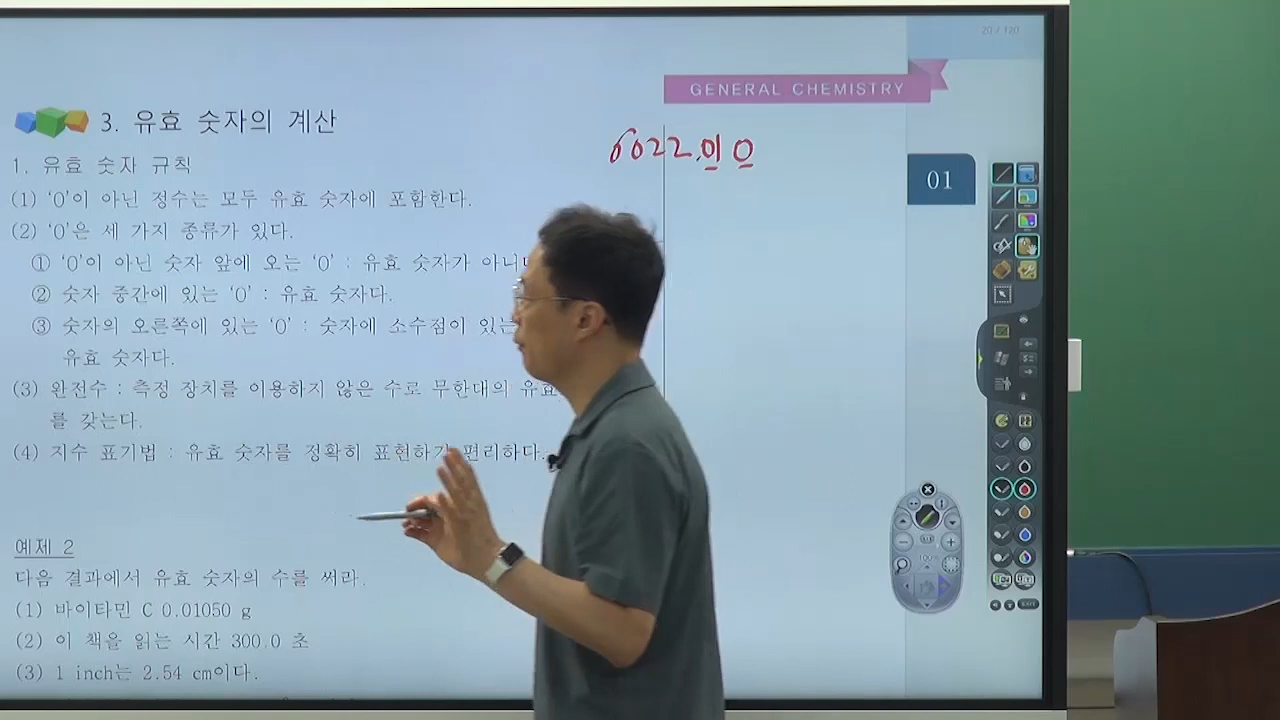 20 / 120
GENERAL CHEMISTRY
01
3. 유효 숫자의 계산
1. 유효 숫자 규칙
(1) ‘0’이 아닌 정수는 모두 유효 숫자에 포함한다.
(2) ‘0’은 세 가지 종류가 있다.
① ‘0’이 아닌 숫자 앞에 오는 ‘0’ : 유효 숫자가
② 숫자 중간에 있는 ‘0’ : 유효 숫자다.
③ 숫자의 오른쪽에 있는 ‘0’ : 숫자에 소수점이 있는
유효 숫자다.
(3) 완전수 : 측정 장치를 이용하지 않은 수로 무한대의 유효
를 갖는다.
(4) 지수 표기법 : 유효 숫자를 정확히 표현하기 편리하다.
예제 2
다음 결과에서 유효 숫자의 수를 써라.
(1) 바이타민 C 0.01050 g
(2) 이 책을 읽는 시간 300.0 초
(3) 1 inch는 2.54 cm이다.